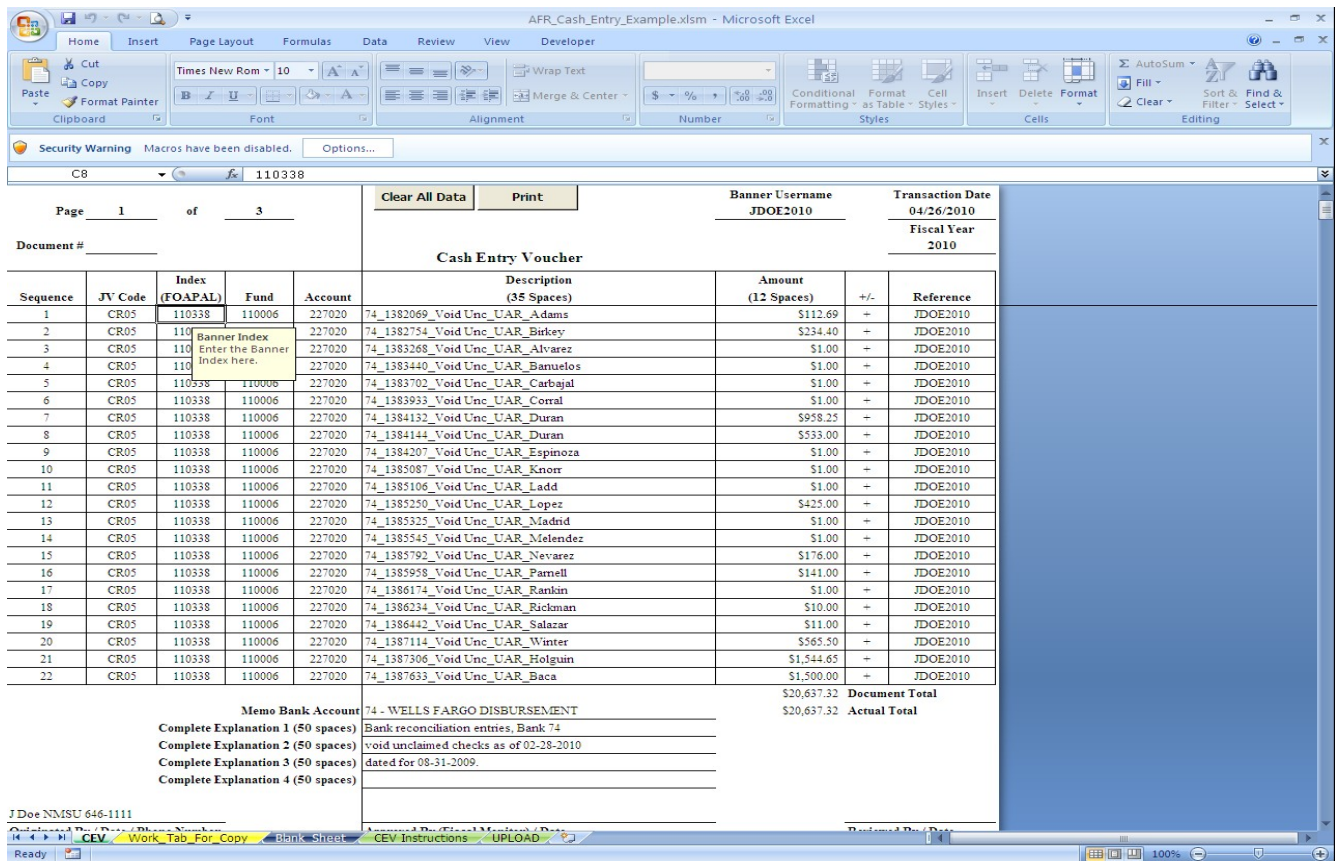 AFR_Cash_Entry_Example.xlsm - Microsoft Excel
Home Insert Page Layout Formulas Data Review View Developer
Paste
Cut
Copy
Format Painter
Clipboard
Times New Rom 10
B I U
Font
Wrap Text
Merge & Center
Alignment
$ % ,
Number
Conditional Formatting
Format as Table
Cell Styles
Styles
Insert Delete Format
Cells
Σ AutoSum
Fill
Clear
Sort & Filter
Find & Select
Editing
Security Warning Macros have been disabled. Options...
C8 fx 110338
Clear All Data Print
Banner Username Transaction Date
Page 1 of 3 JDOE2010 04/26/2010
Fiscal Year
Document # 2010
Cash Entry Voucher
Sequence JV Code Index (FOAPAL) Fund Account Description (35 Spaces) Amount (12 Spaces) +/- Reference
1 CR05 110338 110006 227020 74_1382069_Void Unc_UAR_Adams $112.69 + JDOE2010
2 CR05 110 227020 74_1382754_Void Unc_UAR_Birkey $234.40 + JDOE2010
3 CR05 110 227020 74_1383268_Void Unc_UAR_Alvarez $1.00 + JDOE2010
4 CR05 110 227020 74_1383440_Void Unc_UAR_Banuelos $1.00 + JDOE2010
Banner Index
Enter the Banner
Index here.
5 CR05 110338 110006 227020 74_1383702_Void Unc_UAR_Carbajal $1.00 + JDOE2010
6 CR05 110338 110006 227020 74_1383933_Void Unc_UAR_Corral $1.00 + JDOE2010
7 CR05 110338 110006 227020 74_1384132_Void Unc_UAR_Duran $958.25 + JDOE2010
8 CR05 110338 110006 227020 74_1384144_Void Unc_UAR_Duran $533.00 + JDOE2010
9 CR05 110338 110006 227020 74_1384207_Void Unc_UAR_Espinoza $1.00 + JDOE2010
10 CR05 110338 110006 227020 74_1385087_Void Unc_UAR_Knorr $1.00 + JDOE2010
11 CR05 110338 110006 227020 74_1385106_Void Unc_UAR_Ladd $1.00 + JDOE2010
12 CR05 110338 110006 227020 74_1385250_Void Unc_UAR_Lopez $425.00 + JDOE2010
13 CR05 110338 110006 227020 74_1385325_Void Unc_UAR_Madrid $1.00 + JDOE2010
14 CR05 110338 110006 227020 74_1385545_Void Unc_UAR_Melendez $1.00 + JDOE2010
15 CR05 110338 110006 227020 74_1385792_Void Unc_UAR_Nevarez $176.00 + JDOE2010
16 CR05 110338 110006 227020 74_1385958_Void Unc_UAR_Parnell $141.00 + JDOE2010
17 CR05 110338 110006 227020 74_1386174_Void Unc_UAR_Rankin $1.00 + JDOE2010
18 CR05 110338 110006 227020 74_1386234_Void Unc_UAR_Rickman $10.00 + JDOE2010
19 CR05 110338 110006 227020 74_1386442_Void Unc_UAR_Salazar $11.00 + JDOE2010
20 CR05 110338 110006 227020 74_1387114_Void Unc_UAR_Winter $565.50 + JDOE2010
21 CR05 110338 110006 227020 74_1387306_Void Unc_UAR_Holguin $1,544.65 + JDOE2010
22 CR05 110338 110006 227020 74_1387633_Void Unc_UAR_Baca $1,500.00 + JDOE2010
$20,637.32 Document Total
Memo Bank Account 74 - WELLS FARGO DISBURSEMENT $20,637.32 Actual Total
Complete Explanation 1 (50 spaces) Bank reconciliation entries, Bank 74
Complete Explanation 2 (50 spaces) void unclaimed checks as of 02-28-2010
Complete Explanation 3 (50 spaces) dated for 08-31-2009.
Complete Explanation 4 (50 spaces)
J Doe NMSU 646-1111
Originated By / Date / Phone Number Approved By (Fiscal Monitor) / Date Reviewed By / Date
CEV Work_Tab_For_Copy Blank_Sheet CEV Instructions UPLOAD
Ready 100%